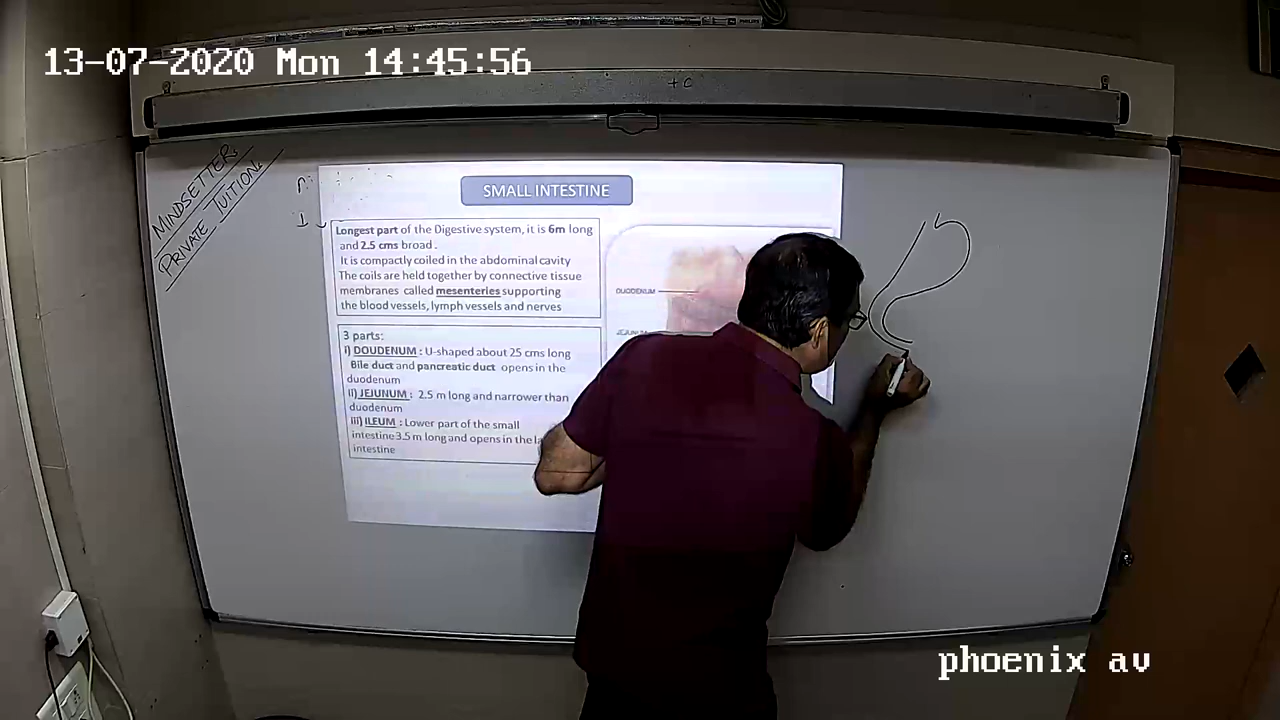 13-07-2020 Mon 14:45:56
+c
MINDSETTER
PRIVATE TUITION
SMALL INTESTINE
Longest part of the Digestive system, it is 6m long
and 2.5 cms broad.
It is compactly coiled in the abdominal cavity
The coils are held together by connective tissue
membranes called mesenteries supporting
the blood vessels, lymph vessels and nerves
DUODENUM
3 parts:
i) DOUDENUM : U-shaped about 25 cms long
Bile duct and pancreatic duct opens in the
duodenum
ii) JEJUNUM : 2.5 m long and narrower than
duodenum
iii) ILEUM : Lower part of the small
intestine 3.5 m long and opens in the
intestine
phoenix av